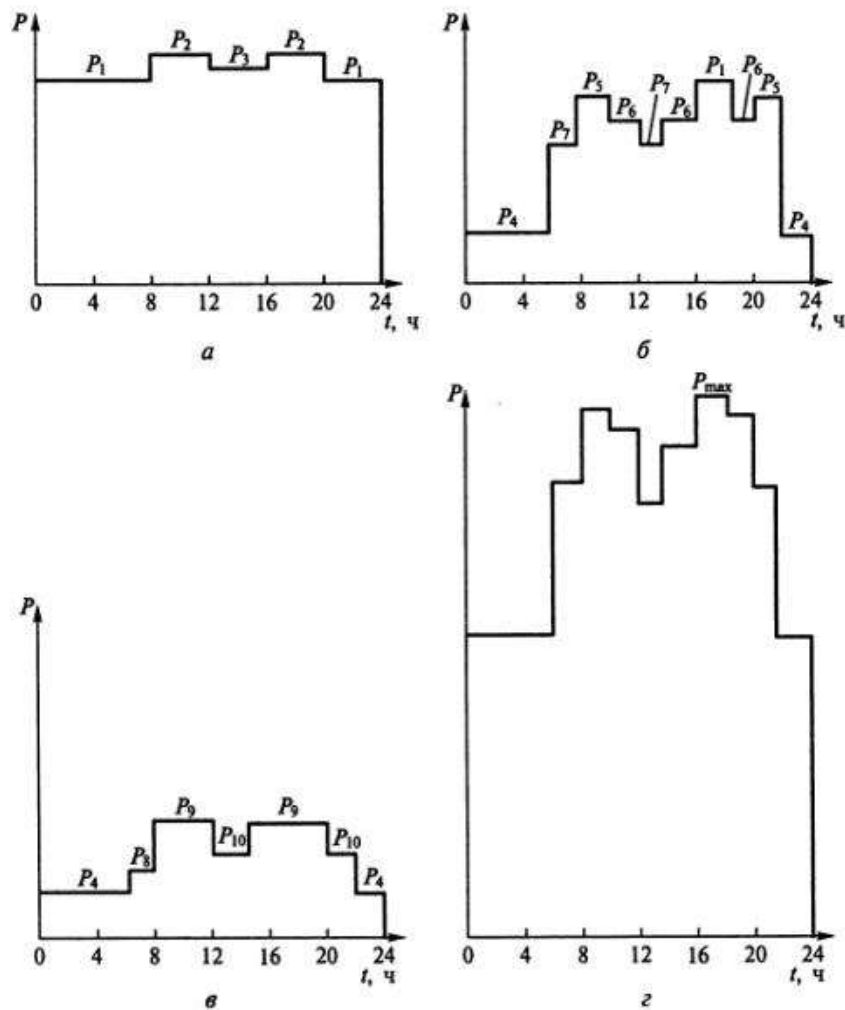 P
P₁ P₂ P₃ P₂ P₁
0 4 8 12 16 20 24
t, ч
а
P
P₄ P₇ P₅ P₆ P₇ P₆ P₁ P₆ P₅ P₄
0 4 8 12 16 20 24
t, ч
б
P
P₄ P₈ P₉ P₁₀ P₉ P₁₀ P₄
0 4 8 12 16 20 24
t, ч
в
P
Pmax
0 4 8 12 16 20 24
t, ч
г